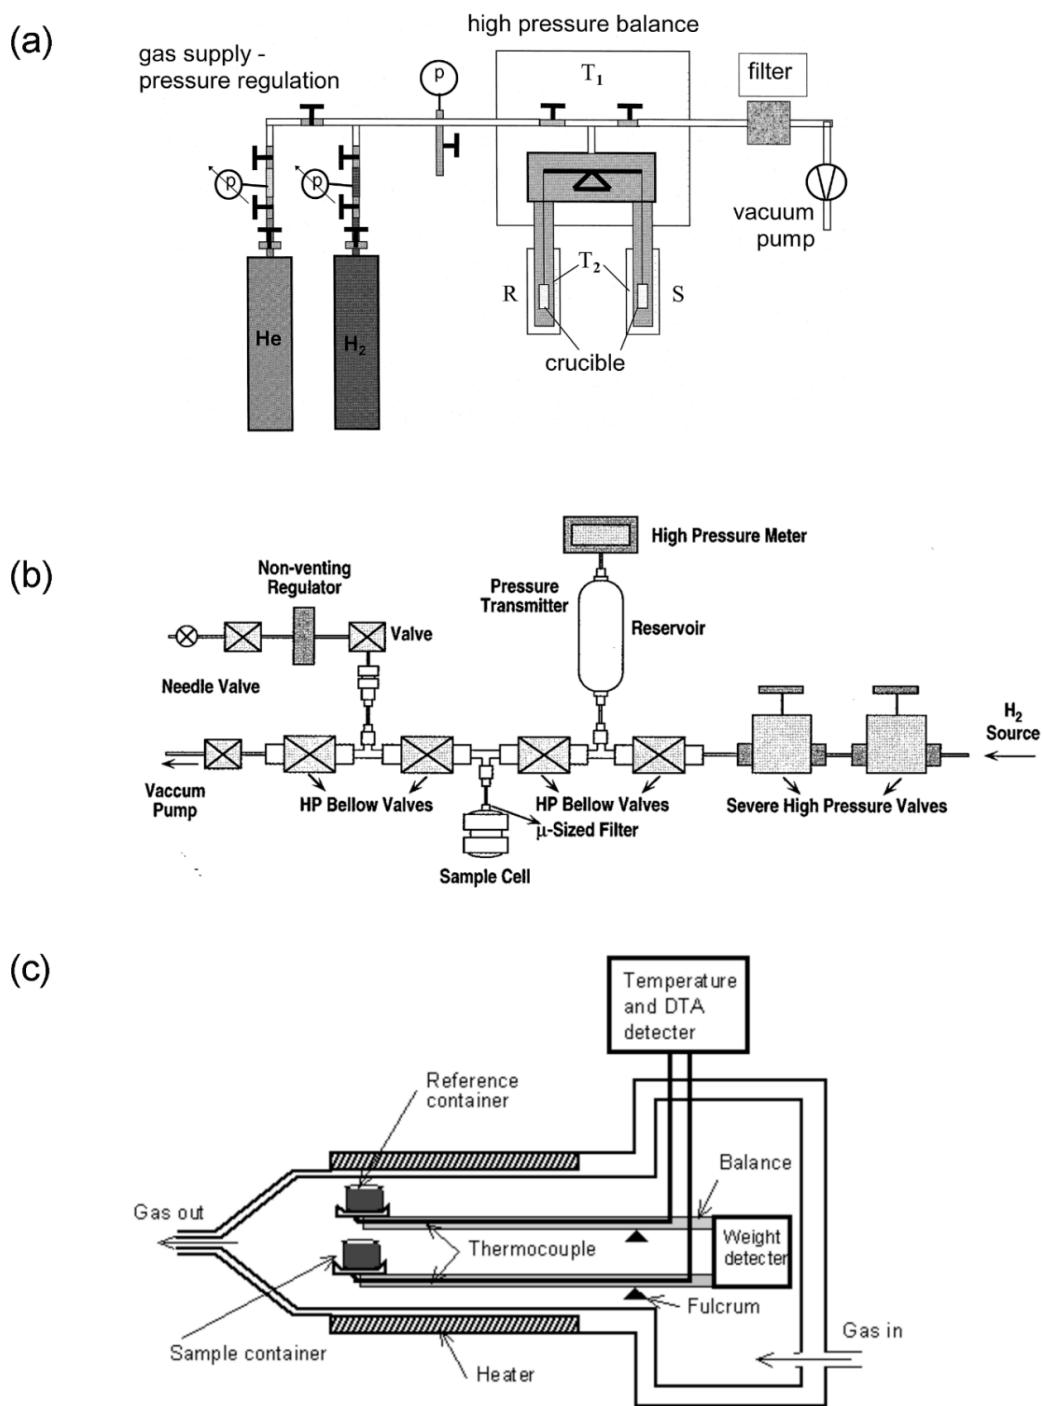 (a)
high pressure balance
gas supply -
pressure regulation
p
T1
filter
p
p
vacuum
pump
T2
R
S
He
H2
crucible
(b)
High Pressure Meter
Non-venting
Regulator
Pressure
Transmitter
Reservoir
Valve
Needle Valve
H2
Source
Vaccum
Pump
HP Bellow Valves
HP Bellow Valves
Severe High Pressure Valves
μ-Sized Filter
Sample Cell
(c)
Temperature
and DTA
detecter
Reference
container
Balance
Gas out
Thermocouple
Weight
detecter
Fulcrum
Sample container
Gas in
Heater